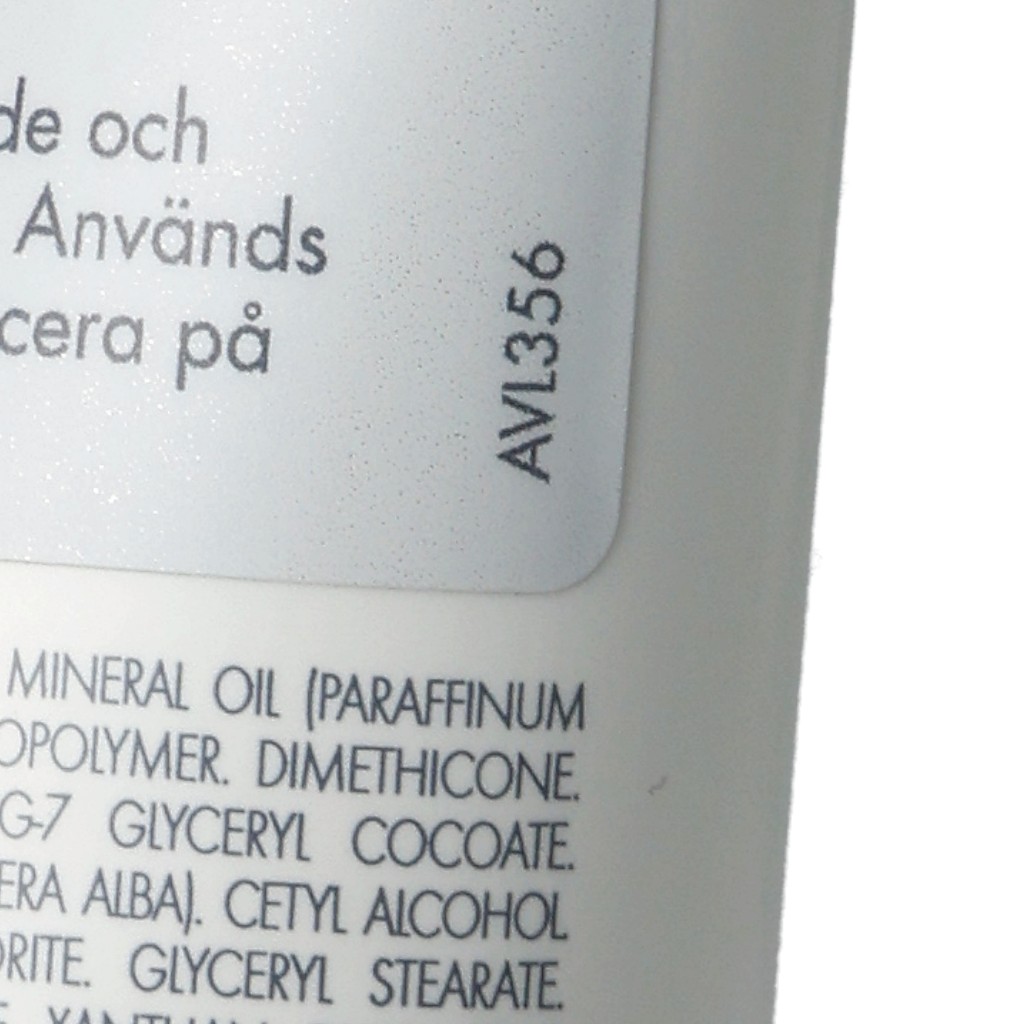 de och
Används
cera på
AVL356
MINERAL OIL (PARAFFINUM
OPOLYMER. DIMETHICONE.
G-7 GLYCERYL COCOATE.
ERA ALBA). CETYL ALCOHOL
ORITE. GLYCERYL STEARATE.